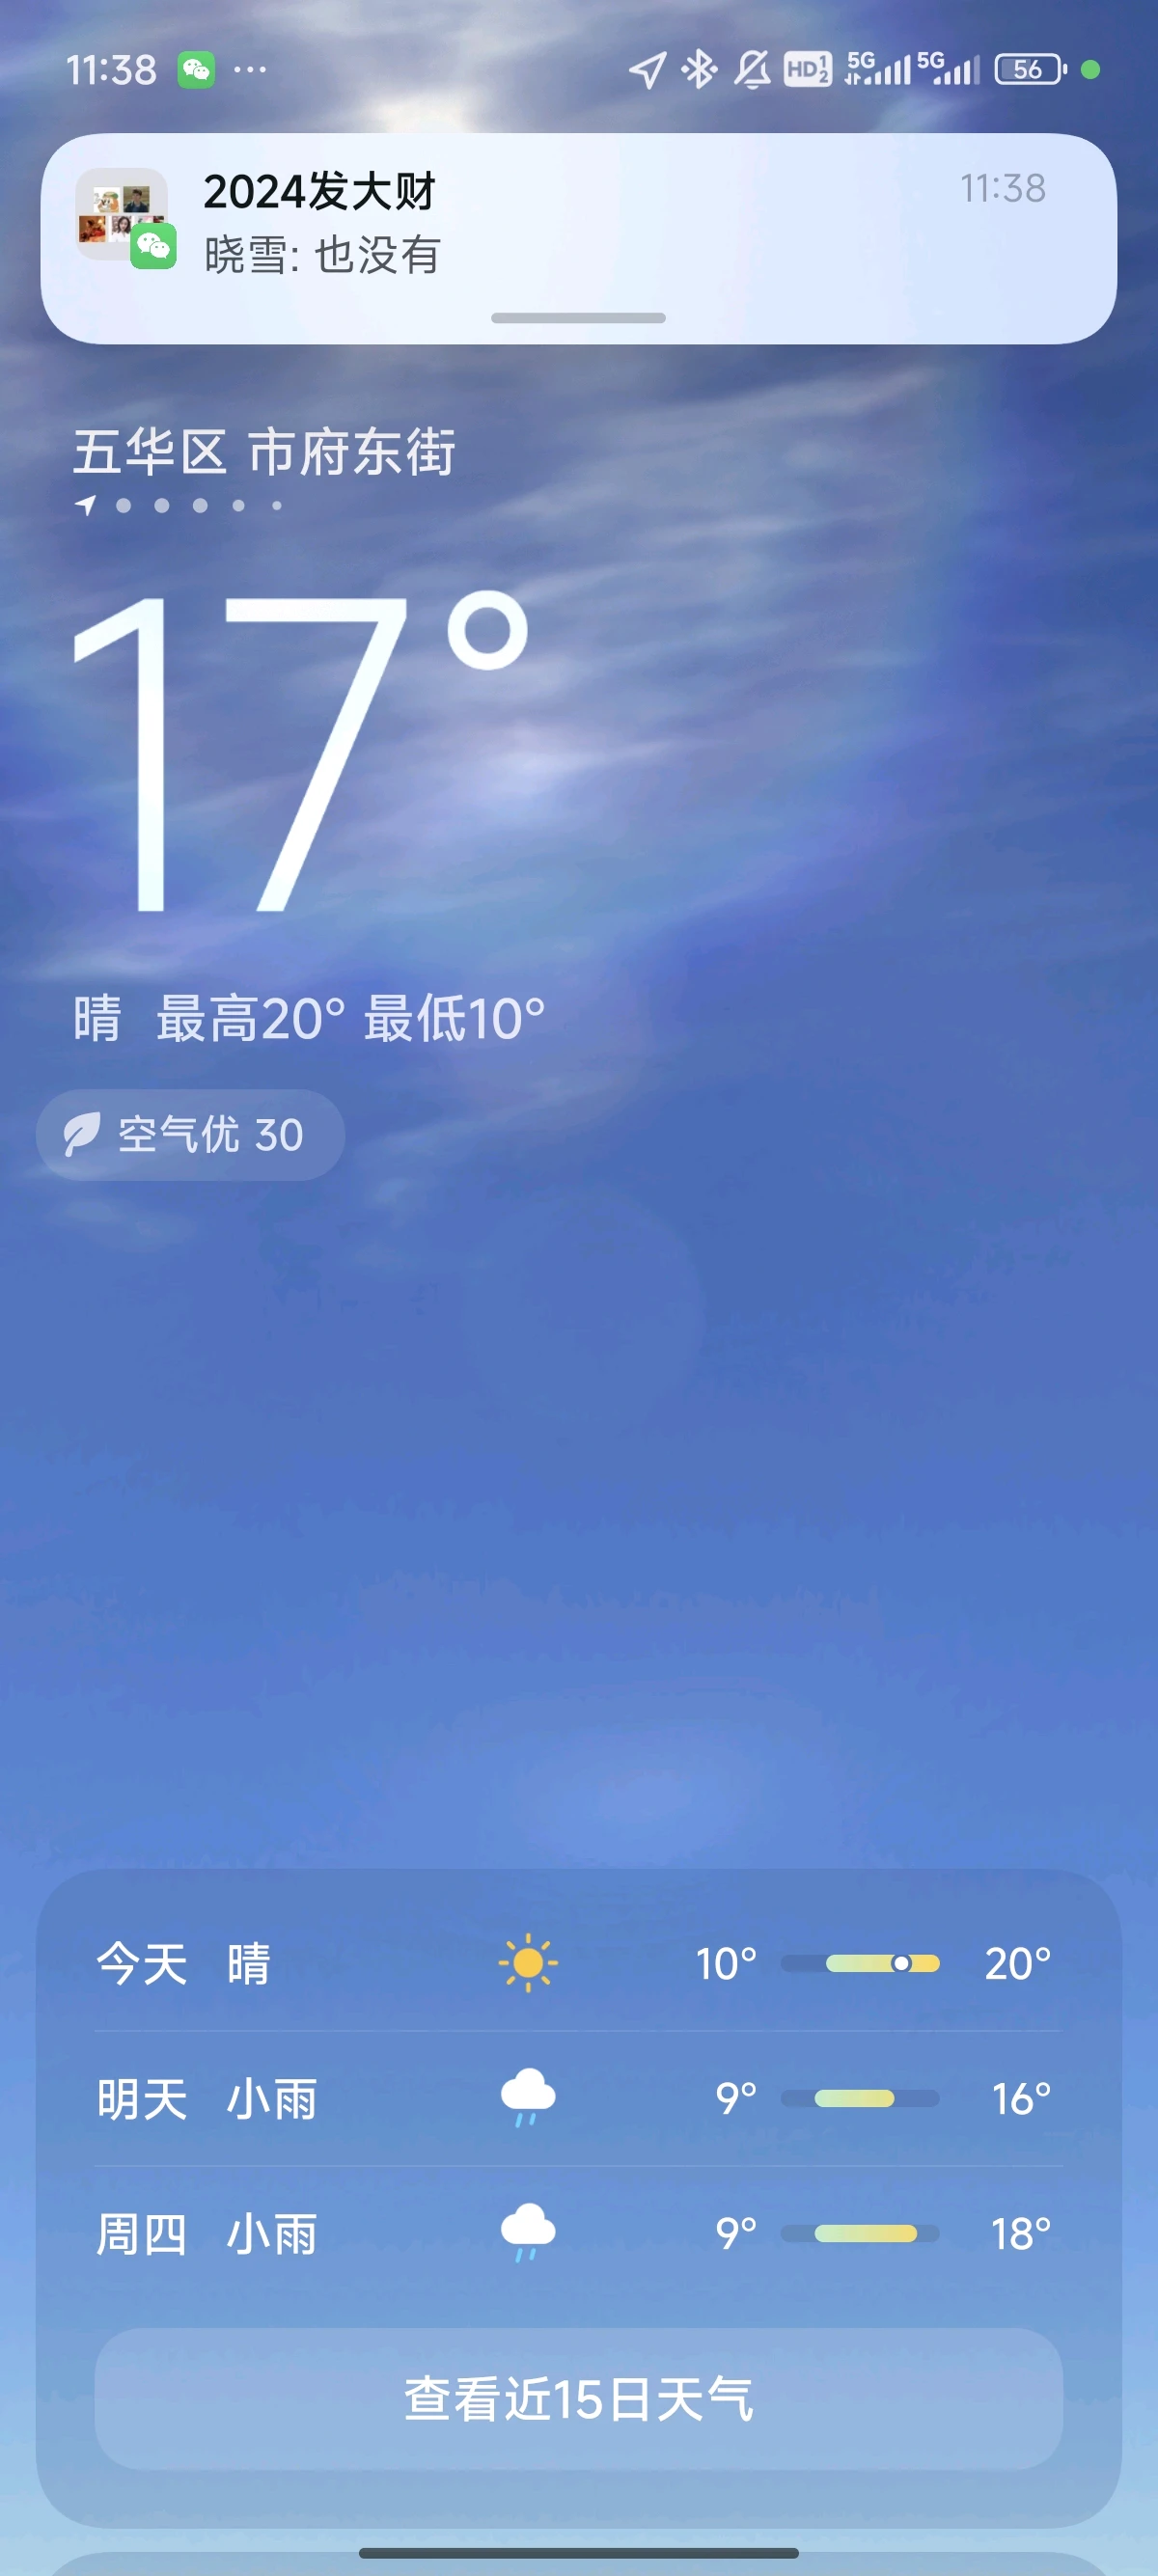 11:38 ... HD 1 2 5G 5G 56
2024发大财 11:38
晓雪: 也没有
五华区 市府东街
17°
晴 最高20° 最低10°
空气优 30
今天 晴 10° 20°
明天 小雨 9° 16°
周四 小雨 9° 18°
查看近15日天气